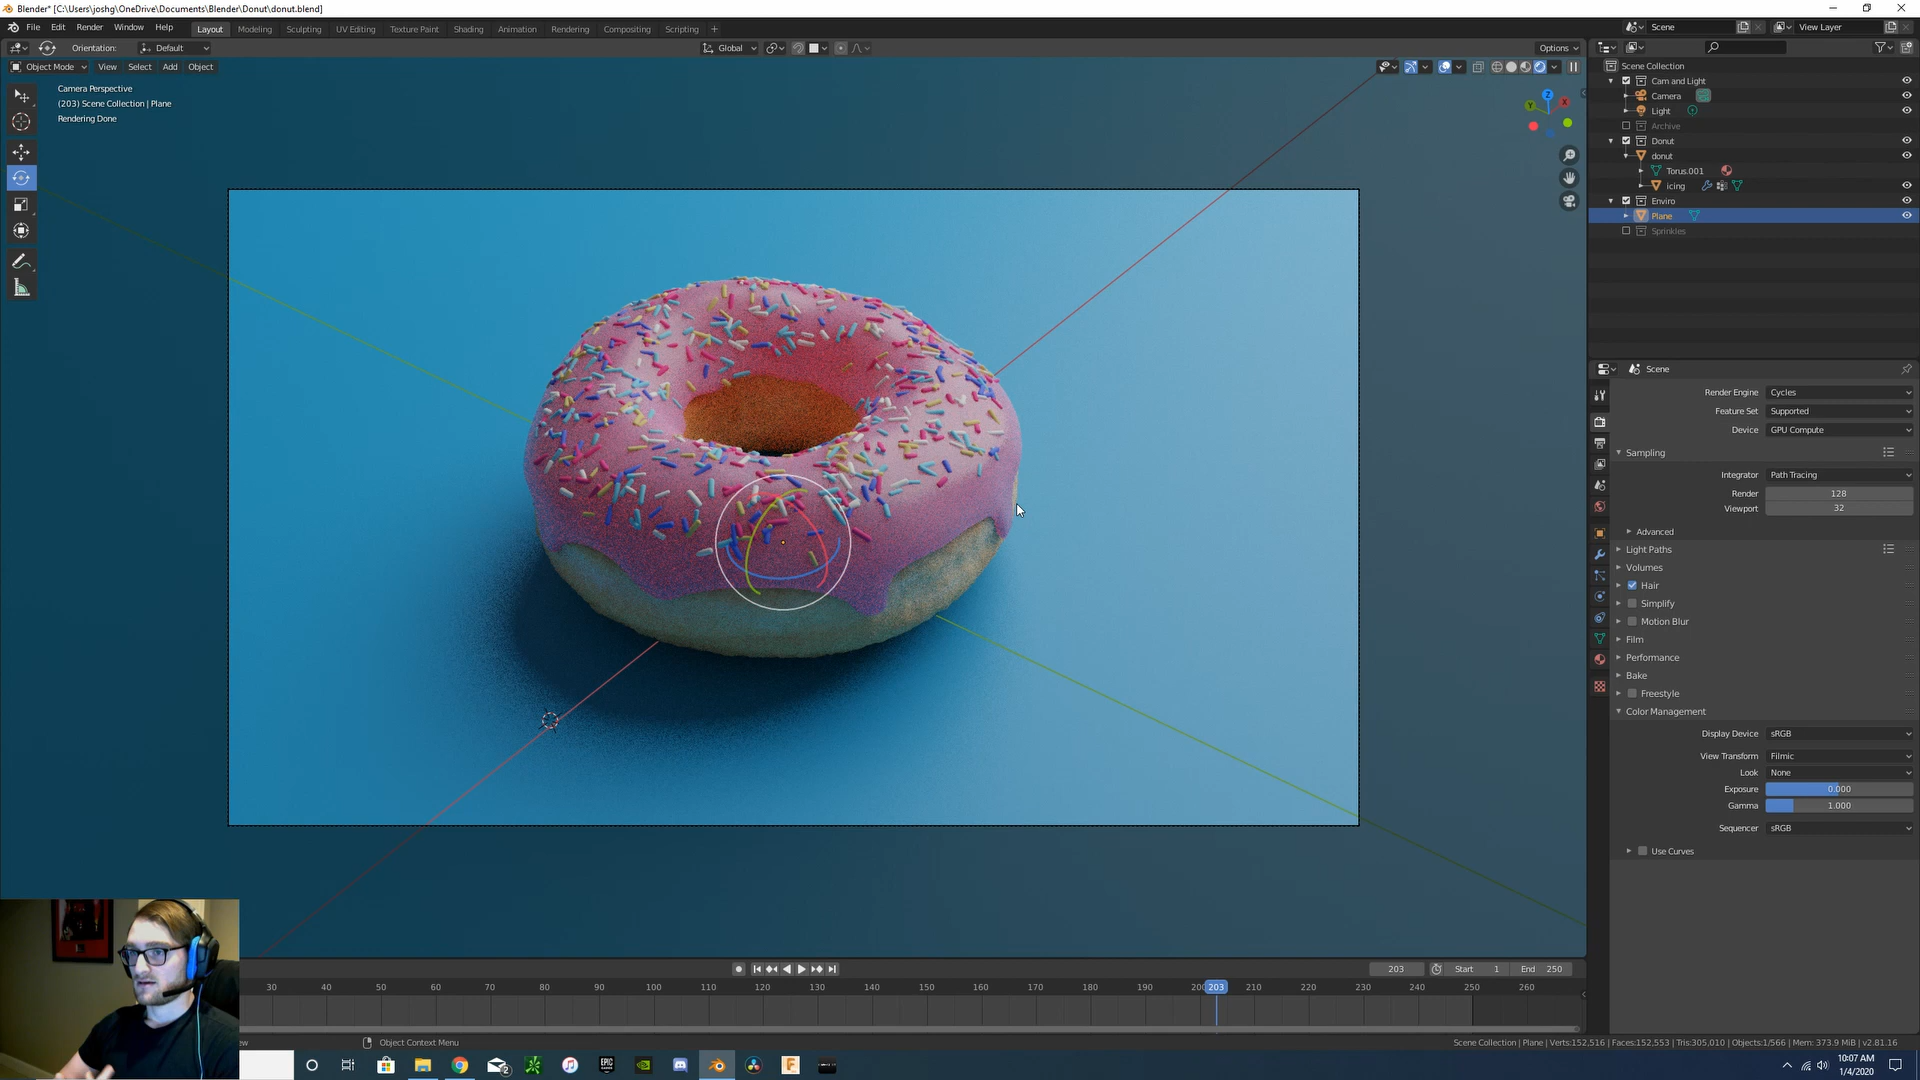 Blender* [C:\Users\joshg\OneDrive\Documents\Blender\Donut\donut.blend]
File Edit Render Window Help Layout Modeling Sculpting UV Editing Texture Paint Shading Animation Rendering Compositing Scripting + Scene View Layer
Orientation: Default Global Options
Object Mode View Select Add Object
Camera Perspective
(203) Scene Collection | Plane
Rendering Done
Z
Y
X
Scene Collection
Cam and Light
Camera
Light
Archive
Donut
donut
Torus.001
icing
Enviro
Plane
Sprinkles
Scene
Render Engine Cycles
Feature Set Supported
Device GPU Compute
Sampling
Integrator Path Tracing
Render 128
Viewport 32
Advanced
Light Paths
Volumes
Hair
Simplify
Motion Blur
Film
Performance
Bake
Freestyle
Color Management
Display Device sRGB
View Transform Filmic
Look None
Exposure 0.000
Gamma 1.000
Sequencer sRGB
Use Curves
203 Start 1 End 250
30 40 50 60 70 80 90 100 110 120 130 140 150 160 170 180 190 203 210 220 230 240 250 260
Object Context Menu
Scene Collection | Plane | Verts:152,516 | Faces:152,553 | Tris:305,010 | Objects:1/566 | Mem: 373.9 MiB | v2.81.16
2
EPIC
F
10:07 AM
1/4/2020